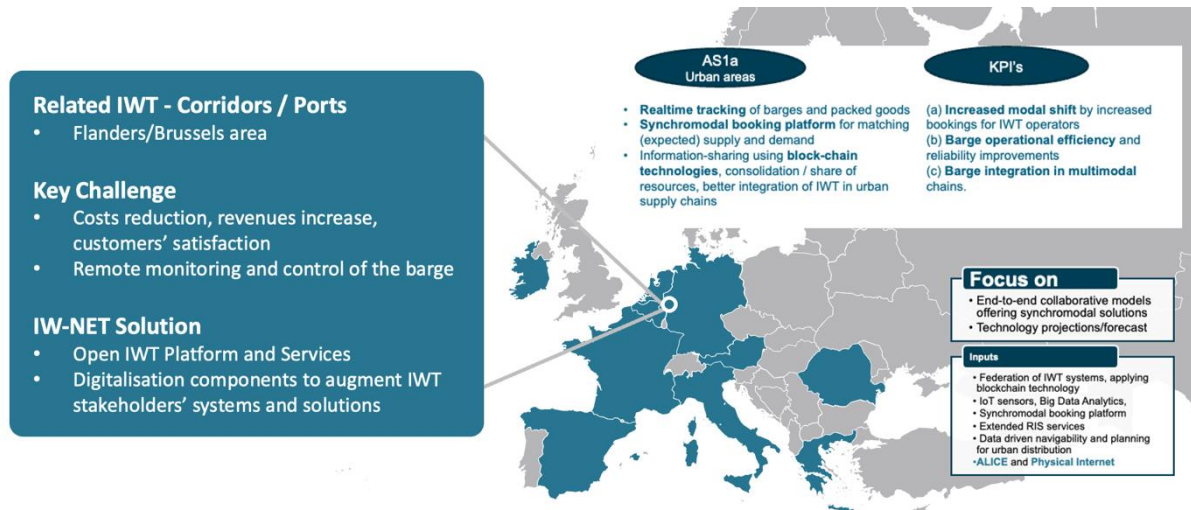 Related IWT - Corridors / Ports
• Flanders/Brussels area
Key Challenge
• Costs reduction, revenues increase,
customers’ satisfaction
• Remote monitoring and control of the barge
IW-NET Solution
• Open IWT Platform and Services
• Digitalisation components to augment IWT
stakeholders’ systems and solutions
AS1a
Urban areas
• Realtime tracking of barges and packed goods
• Synchromodal booking platform for matching
(expected) supply and demand
• Information-sharing using block-chain
technologies, consolidation / share of
resources, better integration of IWT in urban
supply chains
KPI's
(a) Increased modal shift by increased
bookings for IWT operators
(b) Barge operational efficiency and
reliability improvements
(c) Barge integration in multimodal
chains.
Focus on
• End-to-end collaborative models
offering synchromodal solutions
• Technology projections/forecast
Inputs
• Federation of IWT systems, applying
blockchain technology
• IoT sensors, Big Data Analytics,
• Synchromodal booking platform
• Extended RIS services
• Data driven navigability and planning
for urban distribution
•ALICE and Physical Internet